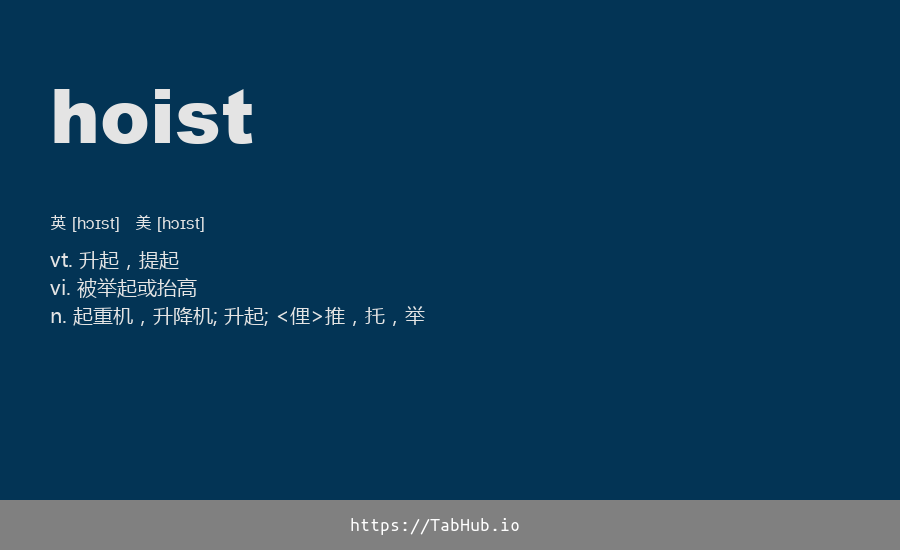 hoist
英 [hɔɪst] 美 [hɔɪst]
vt. 升起，提起
vi. 被举起或抬高
n. 起重机，升降机; 升起; <俚>推，托，举
https://TabHub.io